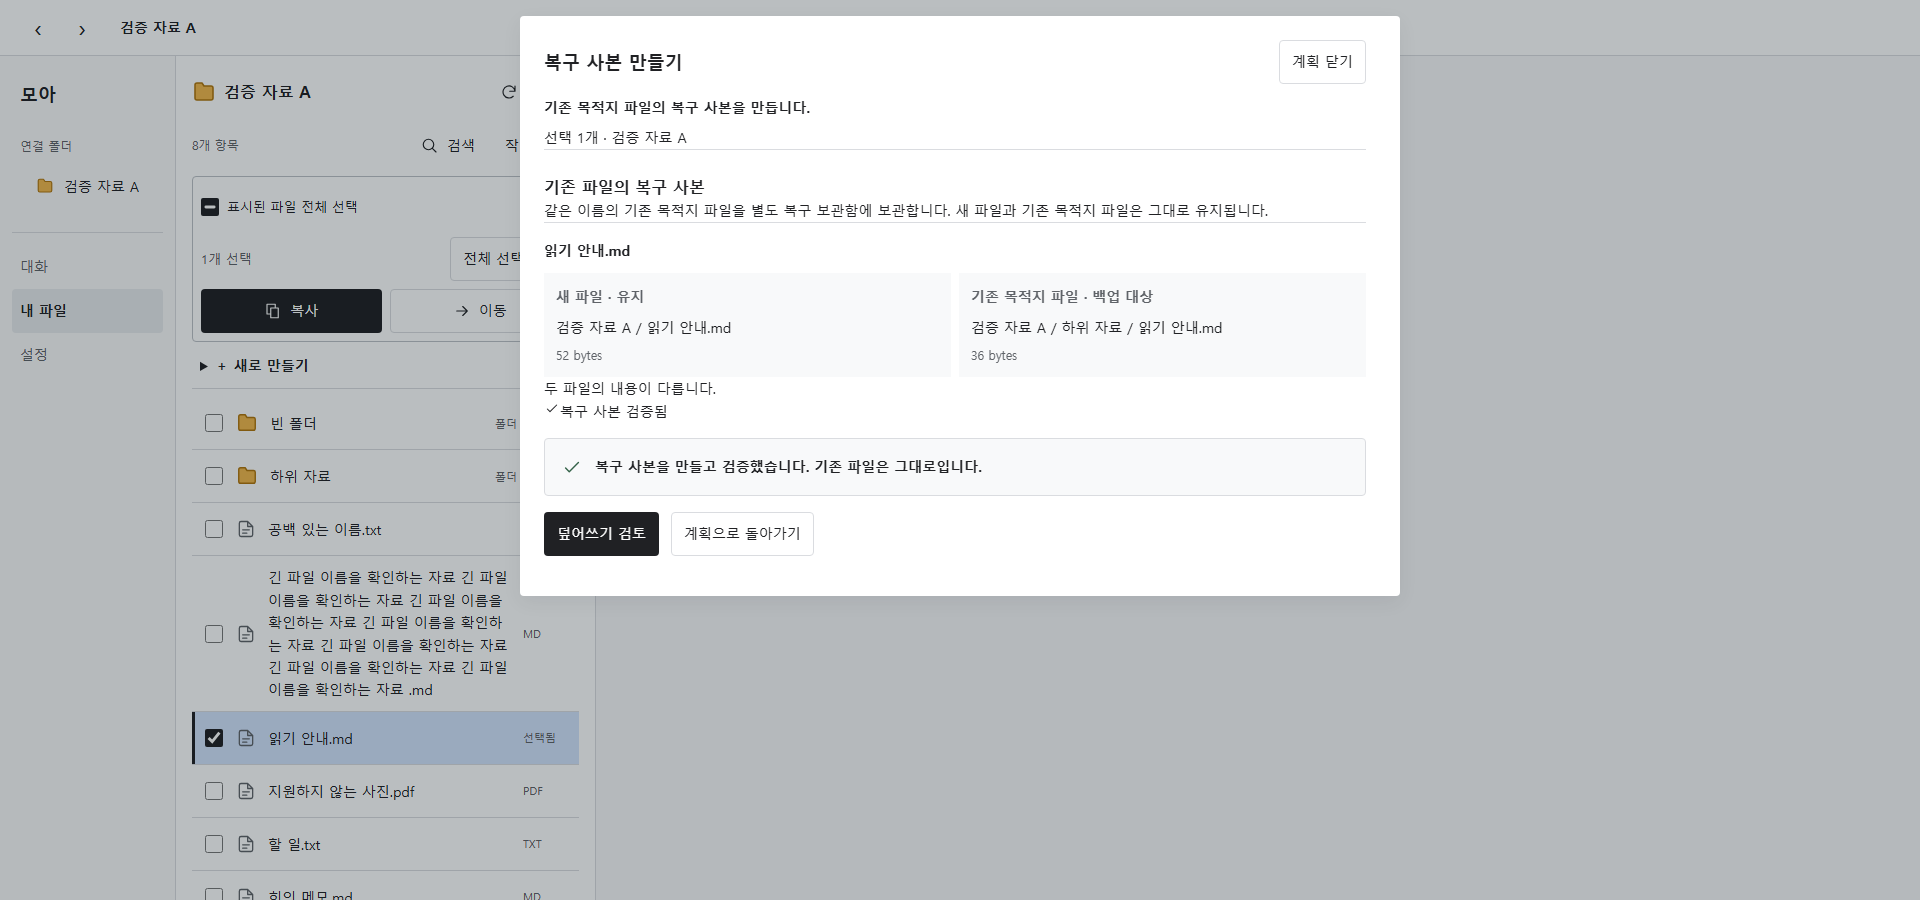 검증 자료 A
모아
연결 폴더
검증 자료 A
대화
내 파일
설정
검증 자료 A
8개 항목
검색
작
표시된 파일 전체 선택
1개 선택
전체 선택
복사
이동
+ 새로 만들기
빈 폴더
폴더
하위 자료
폴더
공백 있는 이름.txt
긴 파일 이름을 확인하는 자료 긴 파일
이름을 확인하는 자료 긴 파일 이름을
확인하는 자료 긴 파일 이름을 확인하
는 자료 긴 파일 이름을 확인하는 자료
긴 파일 이름을 확인하는 자료 긴 파일
이름을 확인하는 자료 .md
MD
읽기 안내.md
선택됨
지원하지 않는 사진.pdf
PDF
할 일.txt
TXT
회의 메모.md
MD
복구 사본 만들기
계획 닫기
기존 목적지 파일의 복구 사본을 만듭니다.
선택 1개 · 검증 자료 A
기존 파일의 복구 사본
같은 이름의 기존 목적지 파일을 별도 복구 보관함에 보관합니다. 새 파일과 기존 목적지 파일은 그대로 유지됩니다.
읽기 안내.md
새 파일 · 유지
검증 자료 A / 읽기 안내.md
52 bytes
기존 목적지 파일 · 백업 대상
검증 자료 A / 하위 자료 / 읽기 안내.md
36 bytes
두 파일의 내용이 다릅니다.
복구 사본 검증됨
복구 사본을 만들고 검증했습니다. 기존 파일은 그대로입니다.
덮어쓰기 검토
계획으로 돌아가기